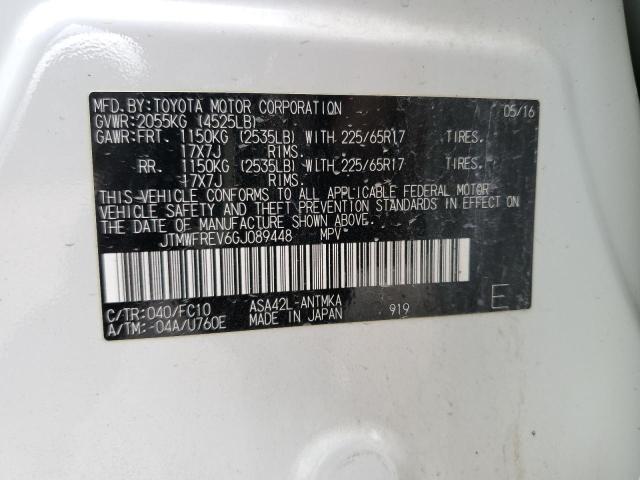 MFD.BY:TOYOTA MOTOR CORPORATION 05/16
GVWR:2055KG (4525LB)
GAWR:FRT. 1150KG (2535LB) WITH 225/65R17 TIRES.
17X7J RIMS.
RR. 1150KG (2535LB) WITH 225/65R17 TIRES.
17X7J RIMS.
THIS VEHICLE CONFORMS TO ALL APPLICABLE FEDERAL MOTOR
VEHICLE SAFETY AND THEFT PREVENTION STANDARDS IN EFFECT ON
THE DATE OF MANUFACTURE SHOWN ABOVE.
JTMWFREV6GJ089448 MPV
C/TR:040/FC10 ASA42L-ANTMKA E
A/TM:-04A/U760E MADE IN JAPAN 919